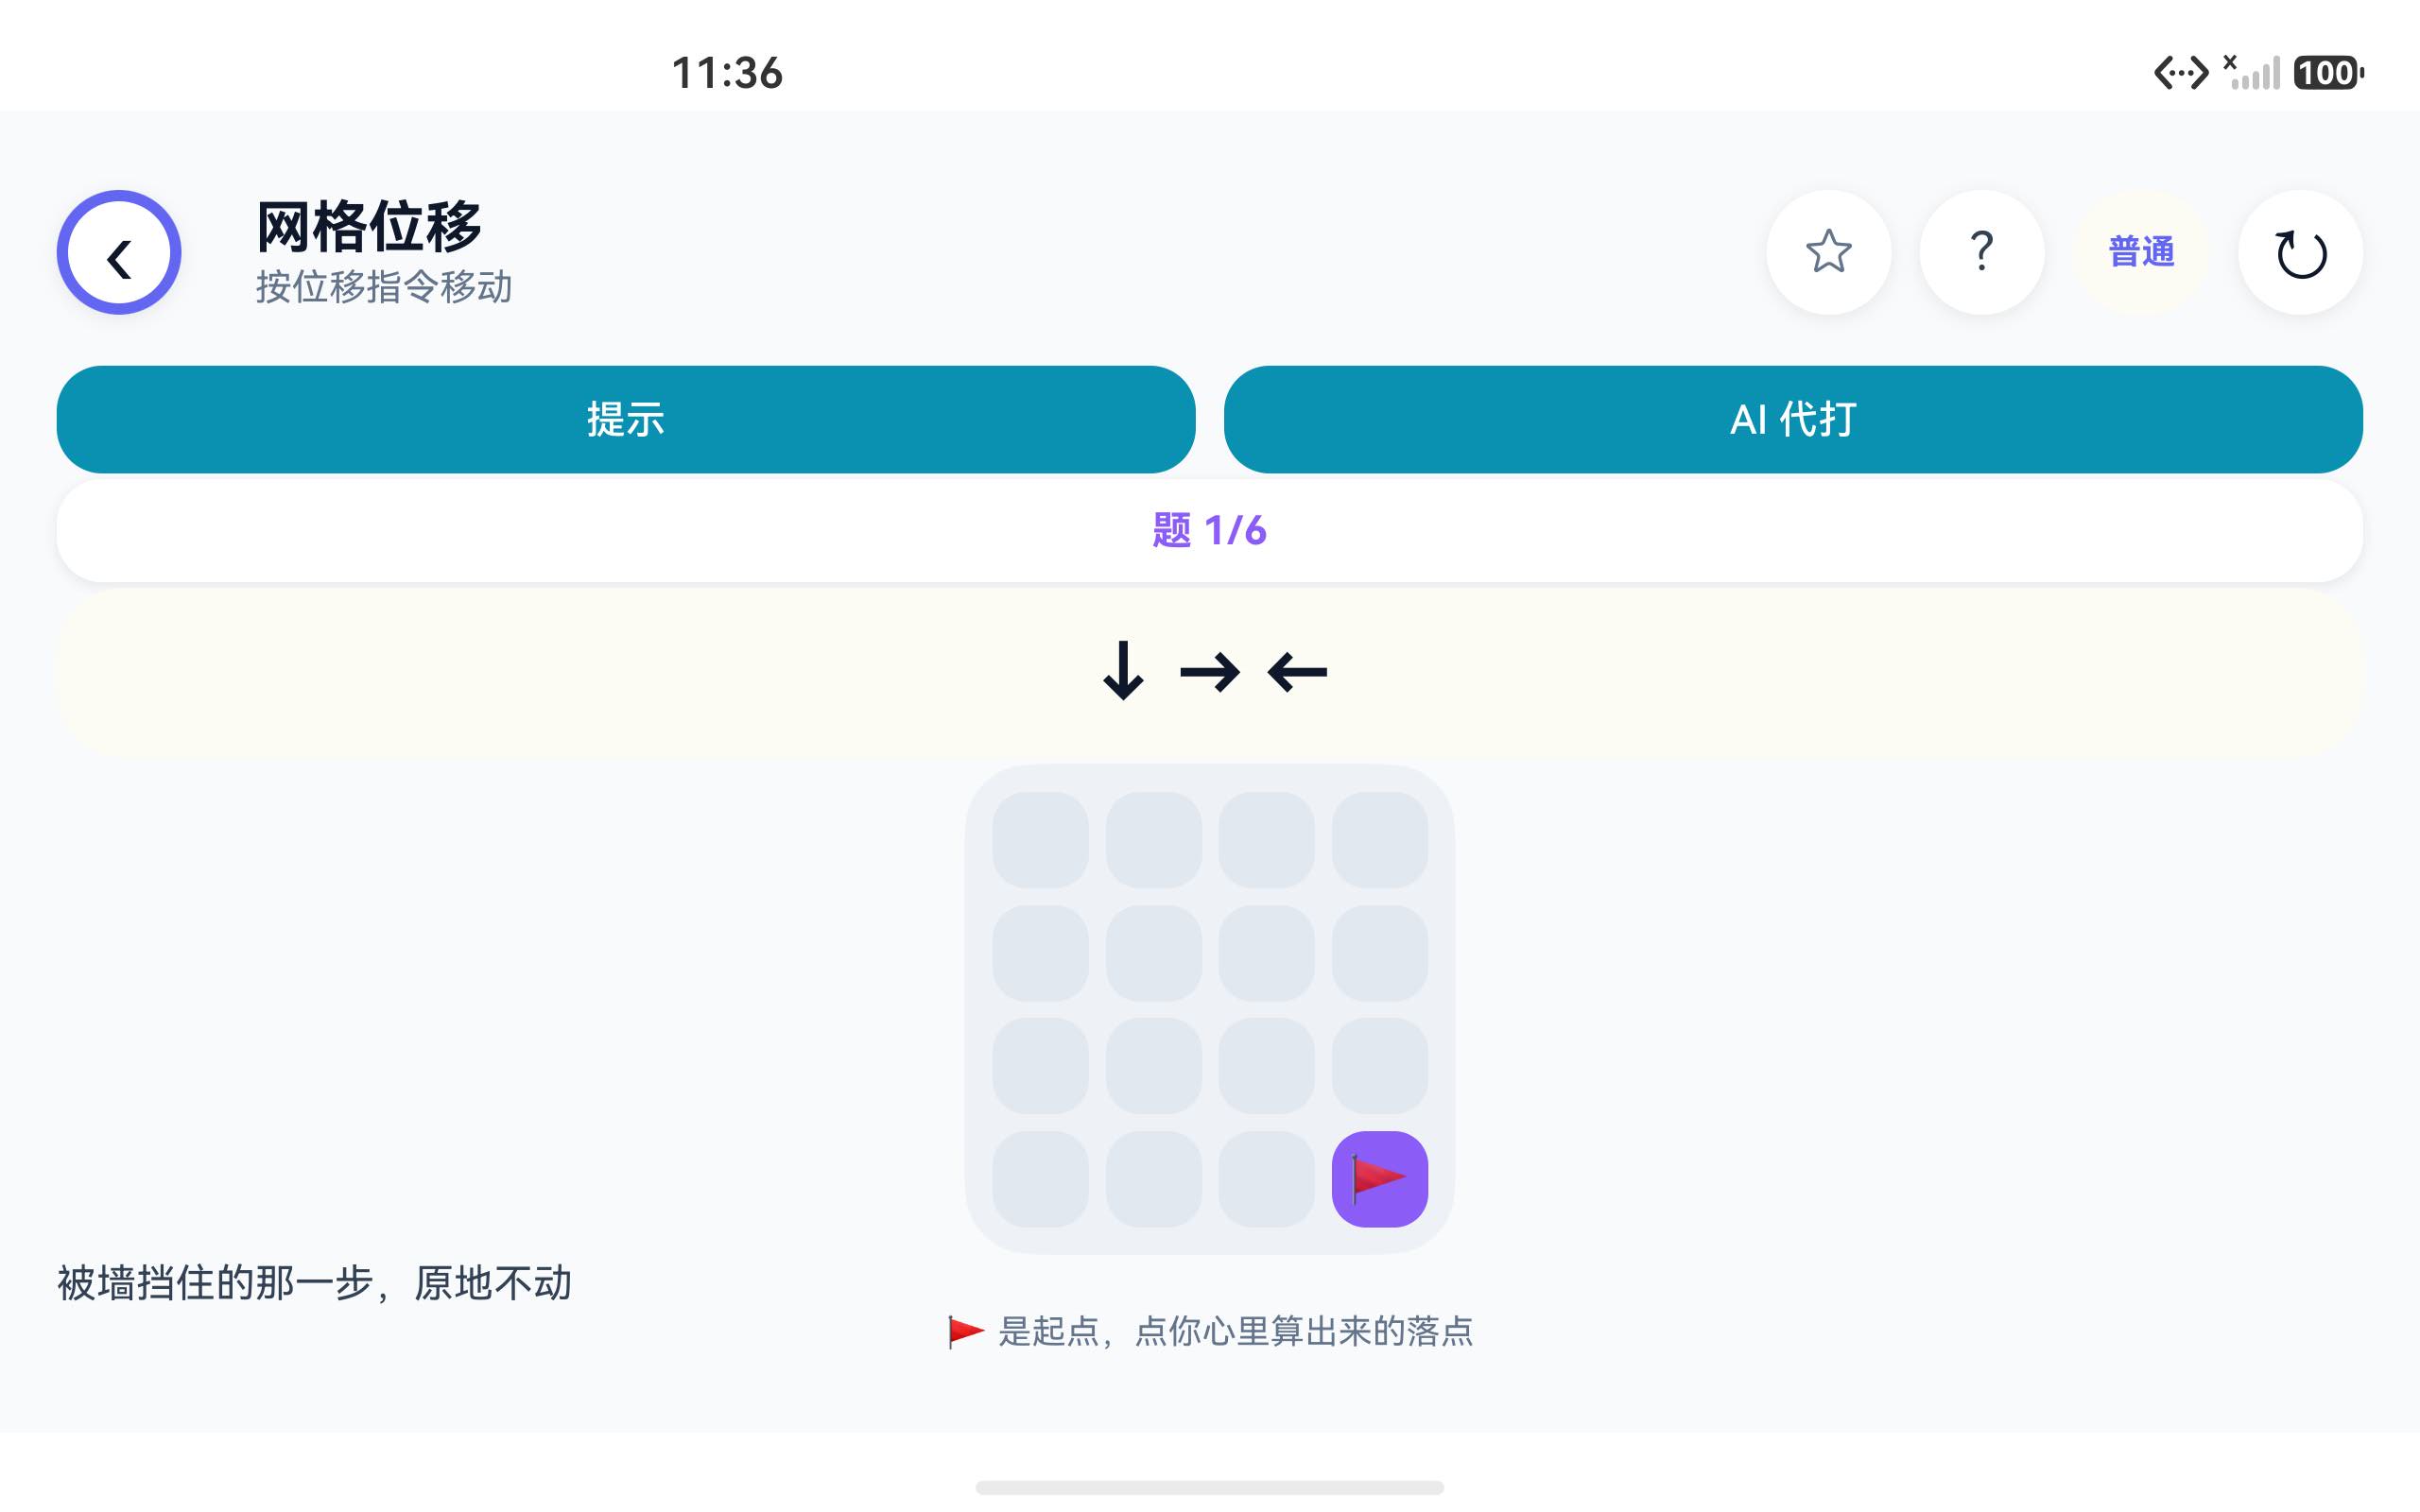 11:36
100
网格位移
按位移指令移动
?
普通
提示
AI 代打
题 1/6
↓ → ←
被墙挡住的那一步，原地不动
🚩 是起点，点你心里算出来的落点